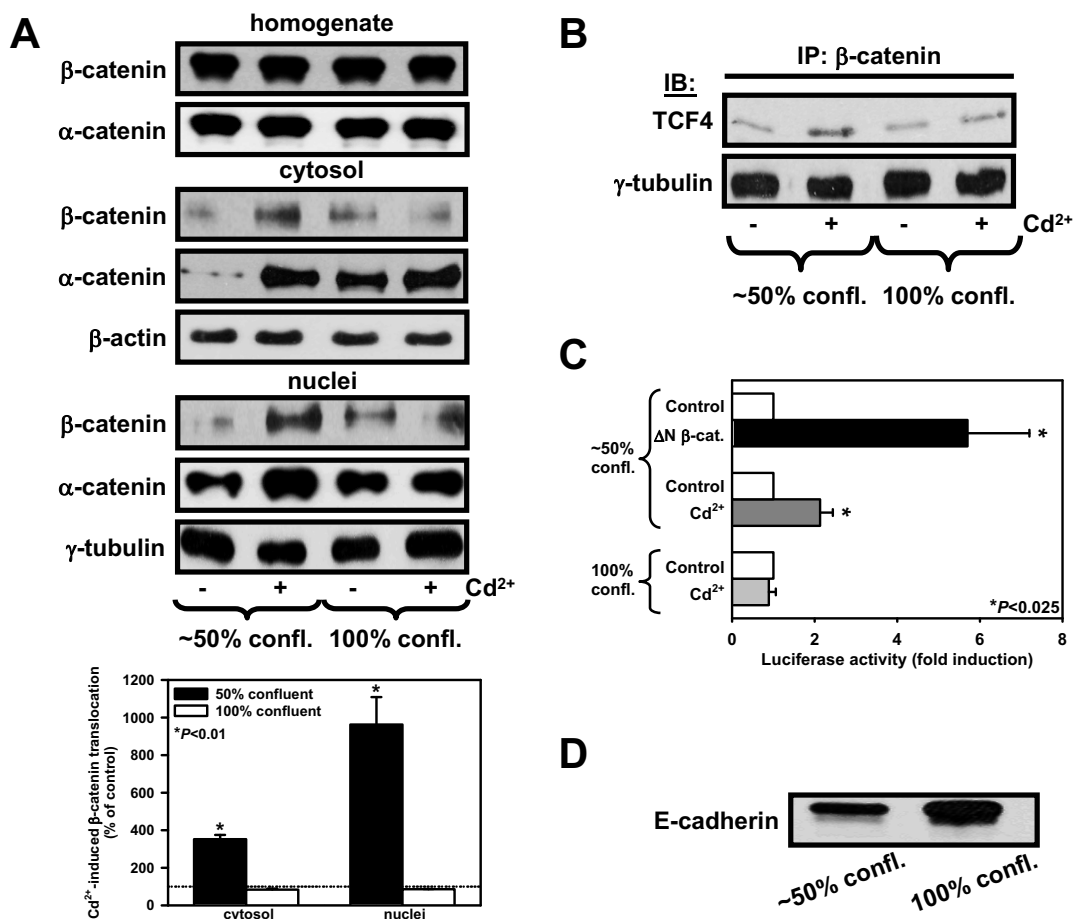 A
homogenate
β-catenin
α-catenin
cytosol
β-catenin
α-catenin
β-actin
nuclei
β-catenin
α-catenin
γ-tubulin
- + - + Cd²⁺
~50% confl. 100% confl.
1200
1000
800
600
400
200
0
Cd²⁺-induced β-catenin translocation
(% of control)
50% confluent
100% confluent
*P<0.01
*
*
cytosol nuclei
B
IP: β-catenin
IB:
TCF4
γ-tubulin
- + - + Cd²⁺
~50% confl. 100% confl.
C
~50%
confl.
Control
ΔN β-cat.
*
Control
Cd²⁺
*
100%
confl.
Control
Cd²⁺
*P<0.025
0 2 4 6 8
Luciferase activity (fold induction)
D
E-cadherin
~50% confl. 100% confl.